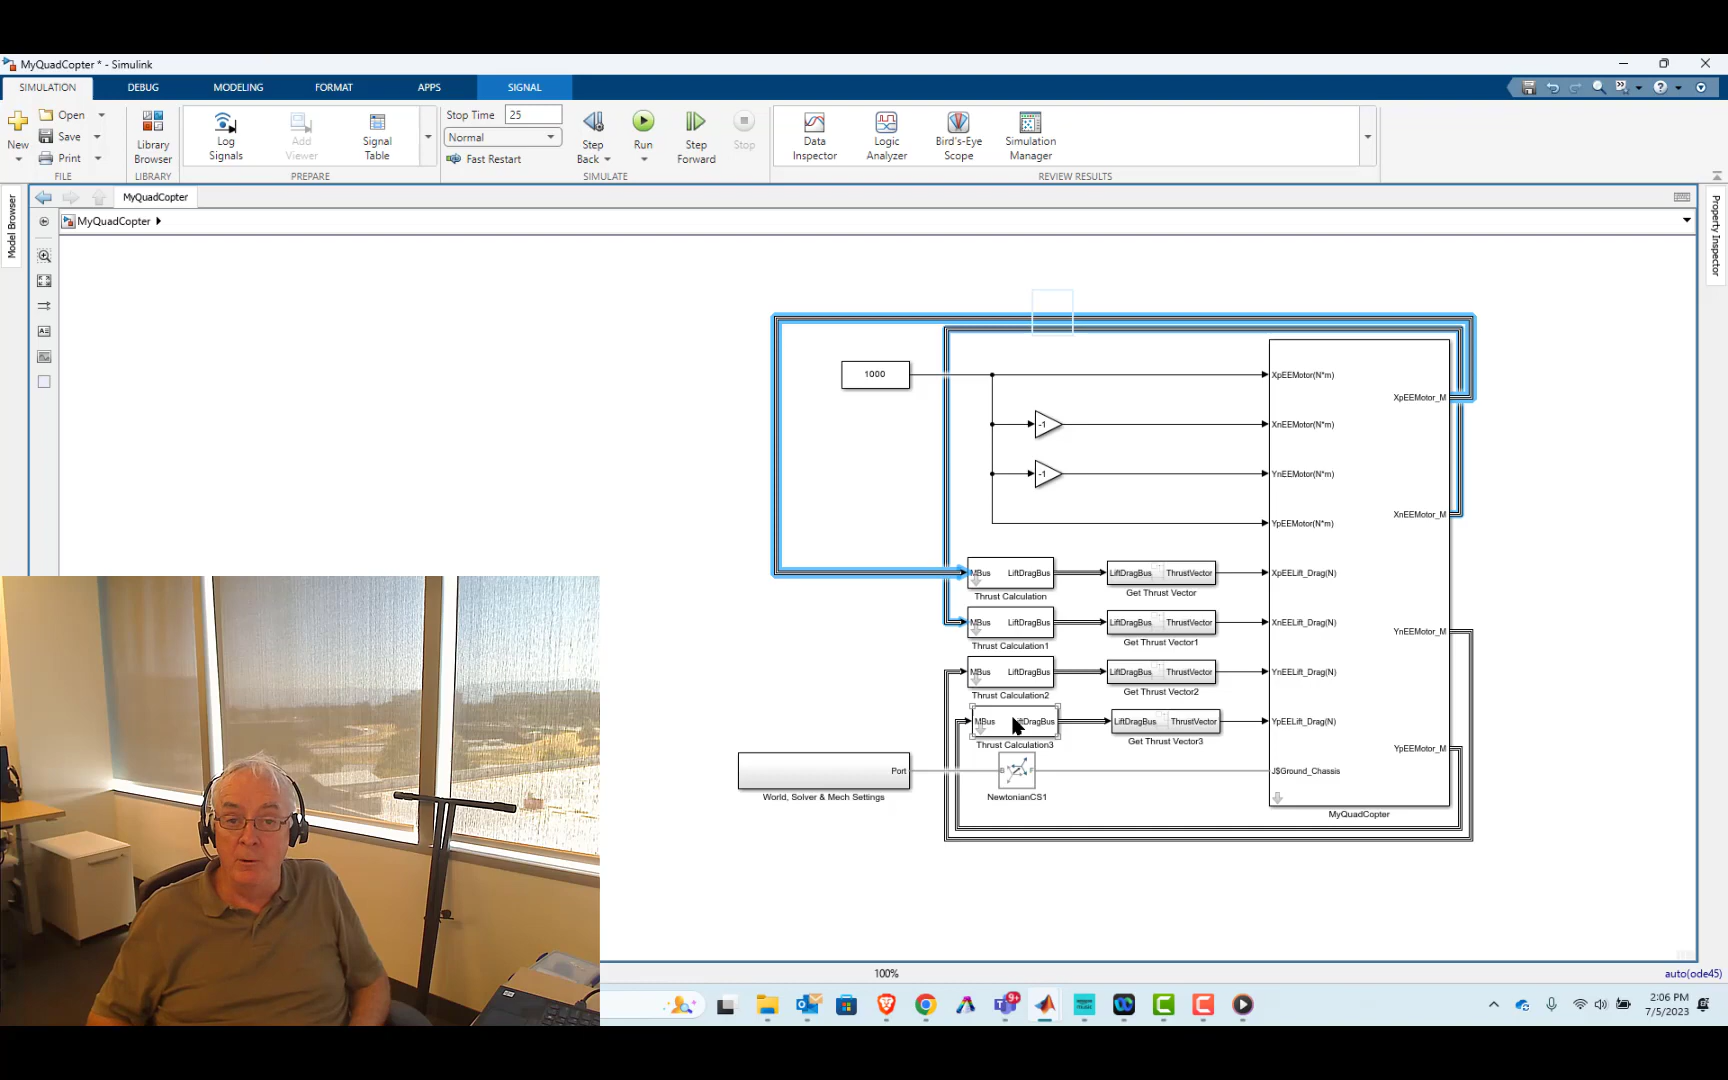 MyQuadCopter * - Simulink
SIMULATION DEBUG MODELING FORMAT APPS SIGNAL
New
Open
Save
Print
FILE
Library Browser
LIBRARY
Log Signals
Add Viewer
Signal Table
PREPARE
Stop Time 25
Normal
Fast Restart
Step Back
Run
Step Forward
Stop
SIMULATE
Data Inspector
Logic Analyzer
Bird's-Eye Scope
Simulation Manager
REVIEW RESULTS
Model Browser
MyQuadCopter
MyQuadCopter
Property Inspector
1000
XpEEMotor(N*m)
XpEEMotor_M
-1
XnEEMotor(N*m)
-1
YnEEMotor(N*m)
XnEEMotor_M
YpEEMotor(N*m)
MBus LiftDragBus
Thrust Calculation
LiftDragBus ThrustVector
Get Thrust Vector
XpEELift_Drag(N)
MBus LiftDragBus
Thrust Calculation1
LiftDragBus ThrustVector
Get Thrust Vector1
XnEELift_Drag(N)
YnEEMotor_M
MBus LiftDragBus
Thrust Calculation2
LiftDragBus ThrustVector
Get Thrust Vector2
YnEELift_Drag(N)
MBus LiftDragBus
Thrust Calculation3
LiftDragBus ThrustVector
Get Thrust Vector3
YpEELift_Drag(N)
YpEEMotor_M
Port
World, Solver & Mech Settings
B F
NewtonianCS1
J$Ground_Chassis
MyQuadCopter
100%
auto(ode45)
9+
2:06 PM
7/5/2023